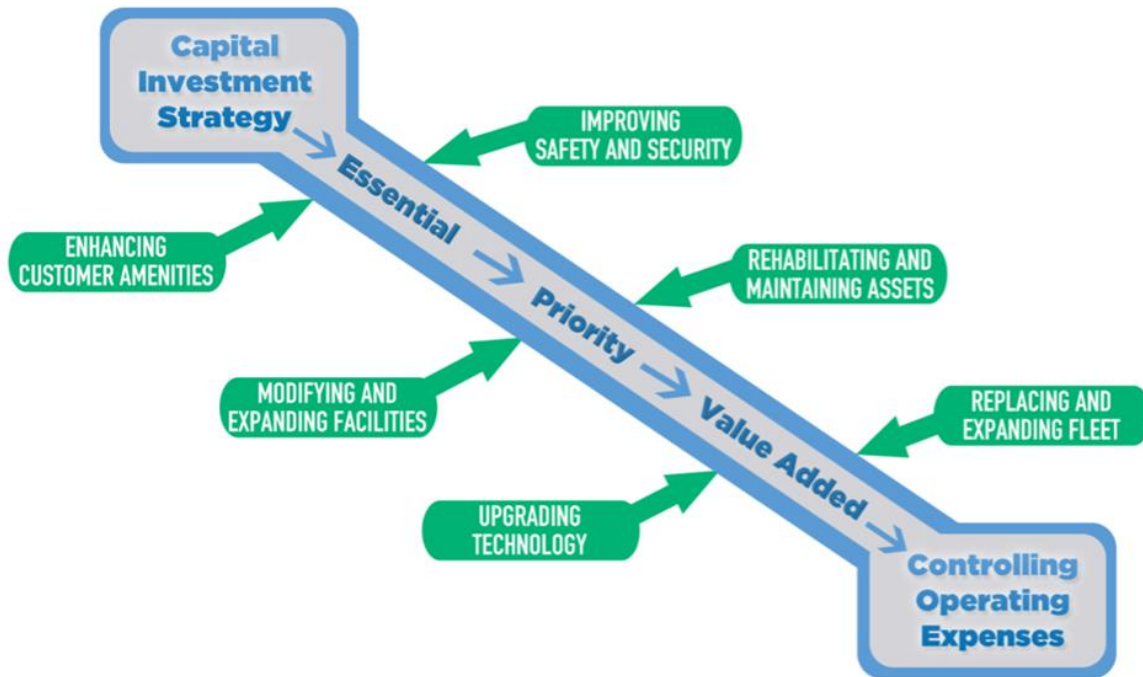 Capital
Investment
Strategy
IMPROVING
SAFETY AND SECURITY
Essential
ENHANCING
CUSTOMER AMENITIES
REHABILITATING AND
MAINTAINING ASSETS
Priority
MODIFYING AND
EXPANDING FACILITIES
REPLACING AND
EXPANDING FLEET
Value Added
UPGRADING
TECHNOLOGY
Controlling
Operating
Expenses